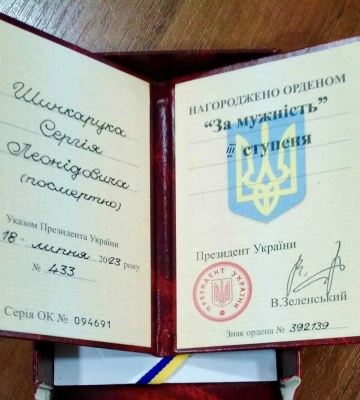 Шинкарука
Сергія
Леонідовича
(посмертно)
Указом Президента України
18 липня 2023 року
№ 433
Серія ОК № 094691
НАГОРОДЖЕНО ОРДЕНОМ
“За мужність”
III ступеня
Президент України
ПРЕЗИДЕНТ УКРАЇНИ
В.Зеленський
Знак ордена № 392139